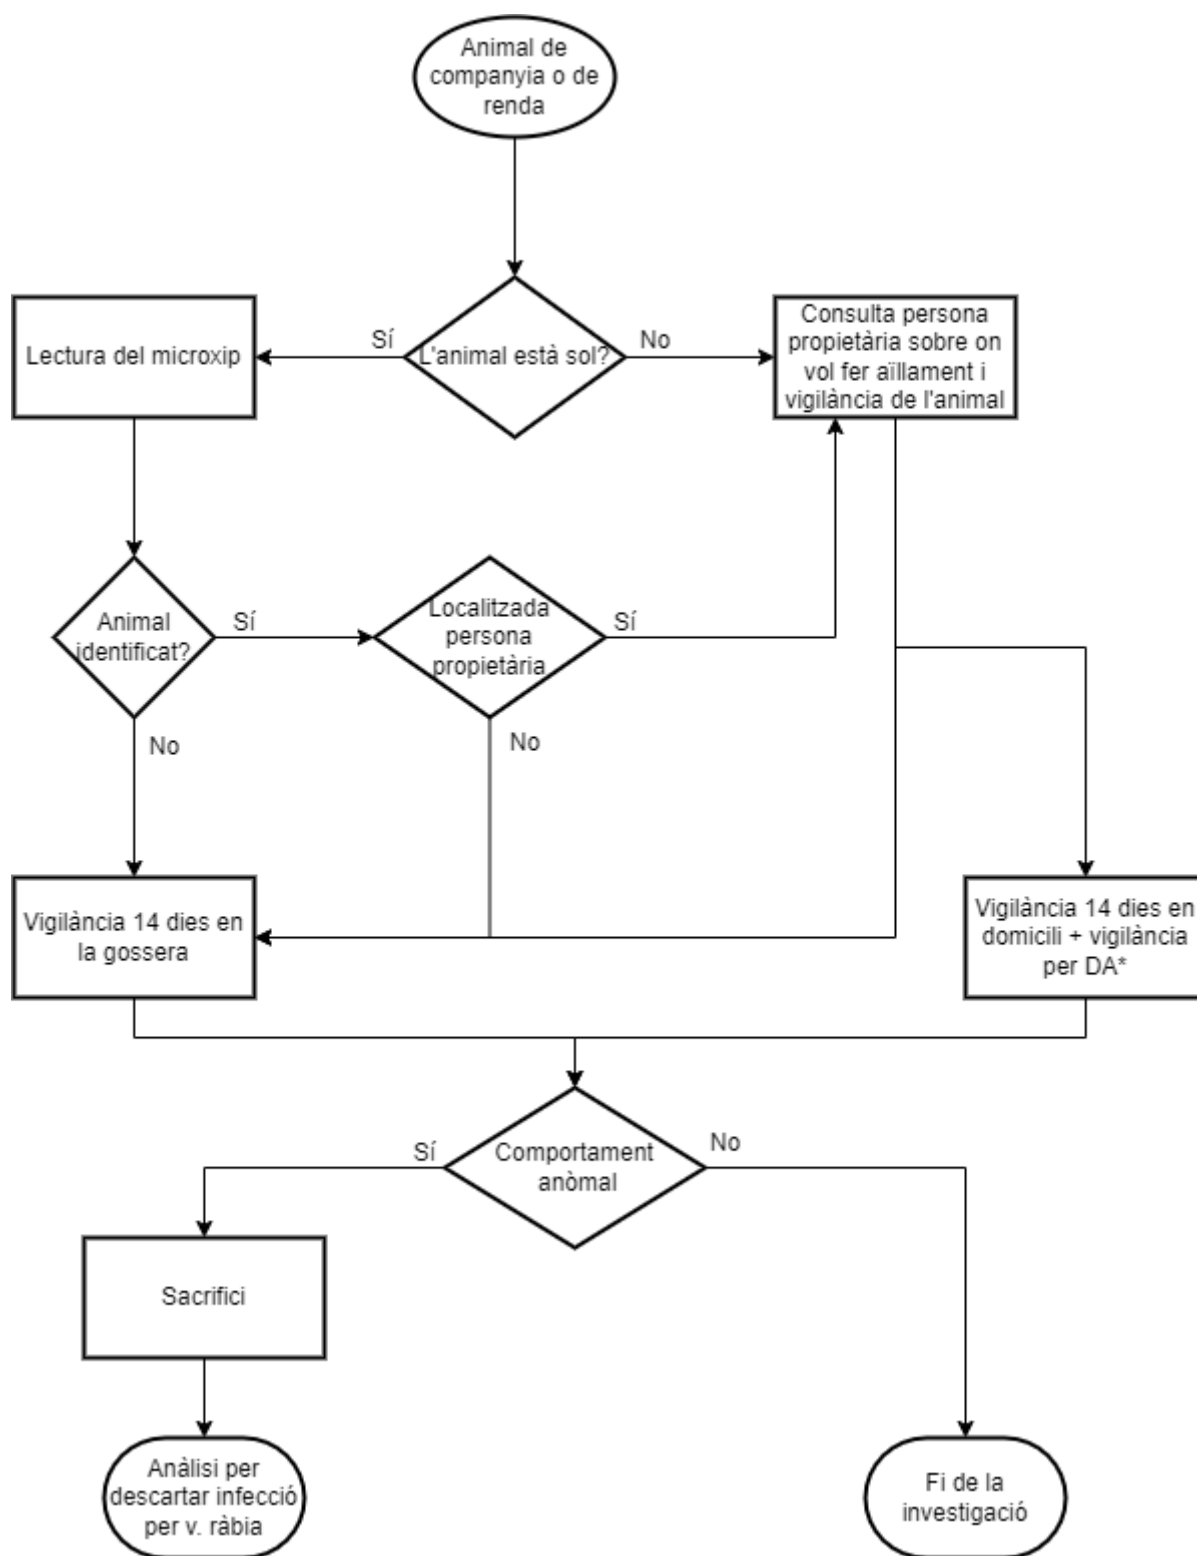 Animal de
companyia o de
renda
Lectura del microxip
Sí
L'animal està sol?
No
Consulta persona
propietària sobre on
vol fer aïllament i
vigilància de l'animal
Animal
identificat?
Sí
Localitzada
persona
propietària
Sí
No
No
Vigilància 14 dies en
la gossera
Vigilància 14 dies en
domicili + vigilància
per DA*
Sí
Comportament
anòmal
No
Sacrifici
Anàlisi per
descartar infecció
per v. ràbia
Fi de la
investigació